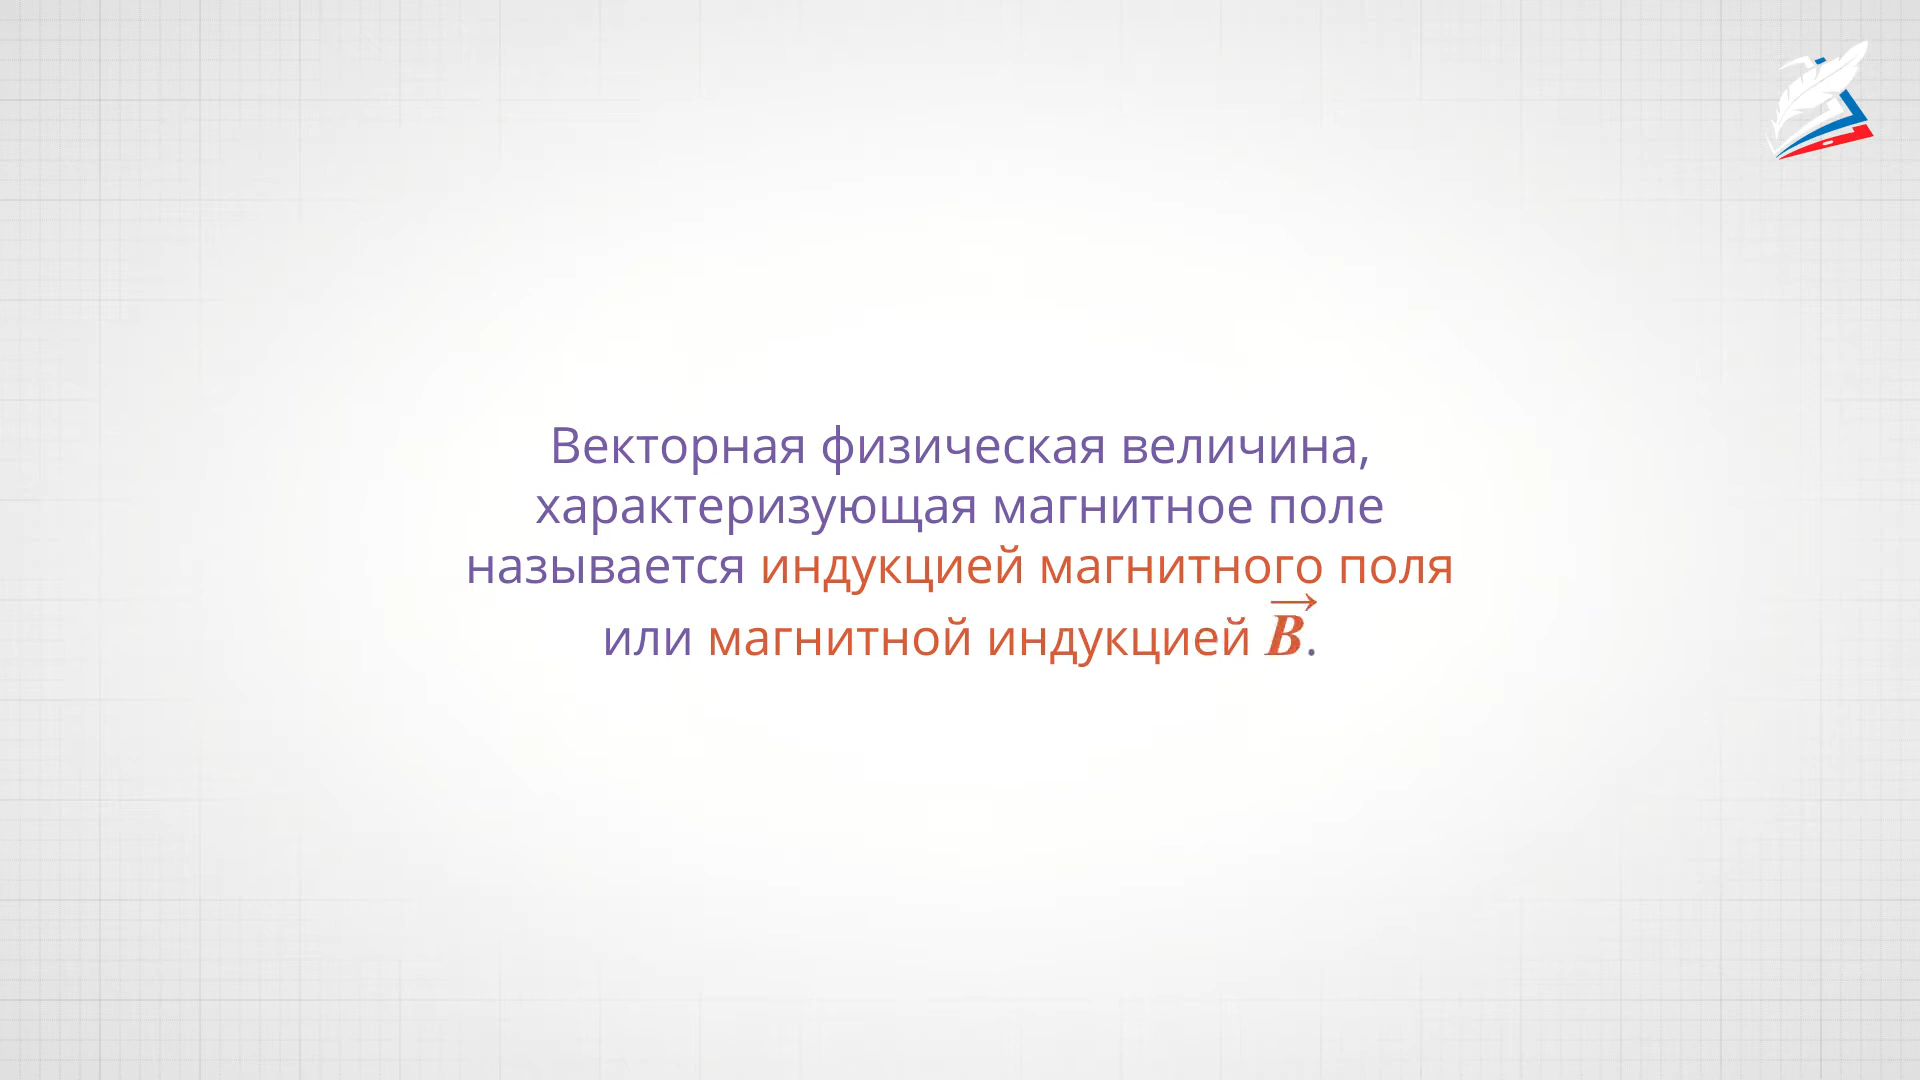 Векторная физическая величина,
характеризующая магнитное поле
называется индукцией магнитного поля
или магнитной индукцией B⃗.